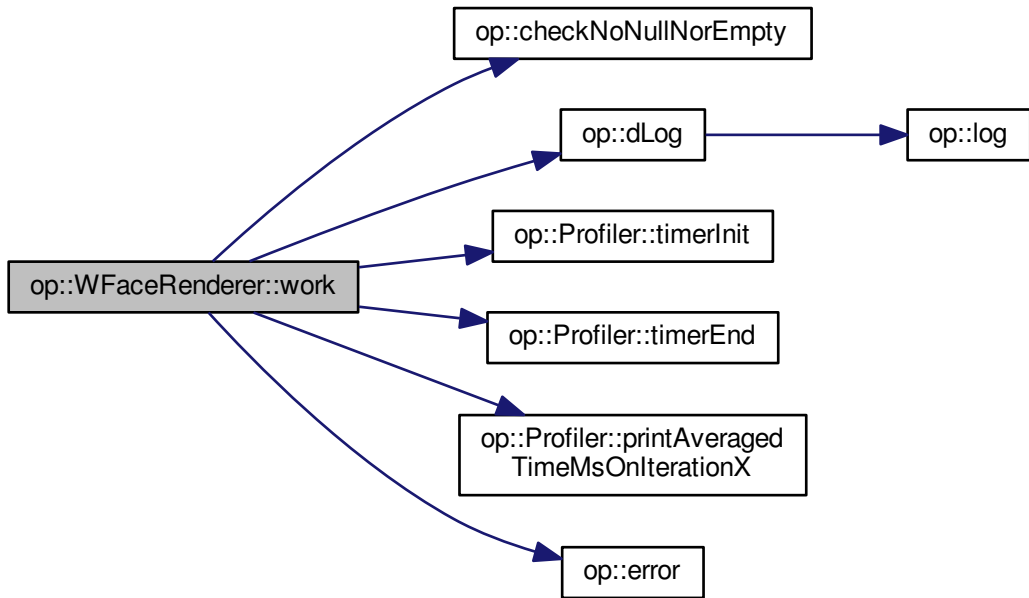 op::checkNoNullNorEmpty
op::dLog
op::log
op::Profiler::timerInit
op::WFaceRenderer::work
op::Profiler::timerEnd
op::Profiler::printAveraged
TimeMsOnIterationX
op::error